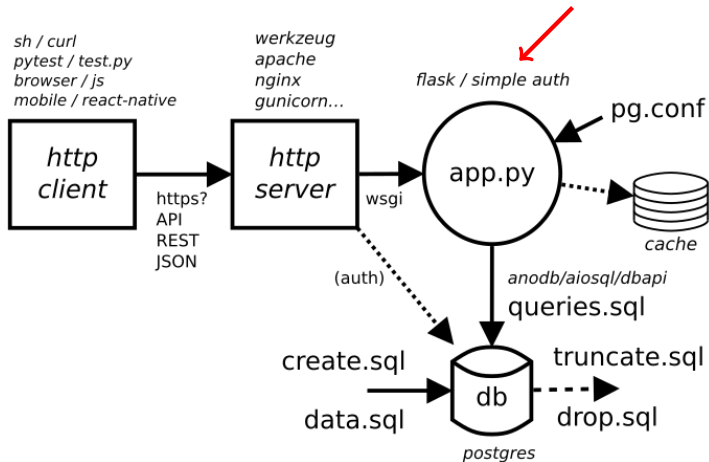 sh / curl
pytest / test.py
browser / js
mobile / react-native
werkzeug
apache
nginx
gunicorn...
flask / simple auth
pg.conf
http
client
http
server
app.py
https?
API
REST
JSON
wsgi
cache
(auth)
anodb/aiosql/dbapi
queries.sql
create.sql
data.sql
db
truncate.sql
drop.sql
postgres